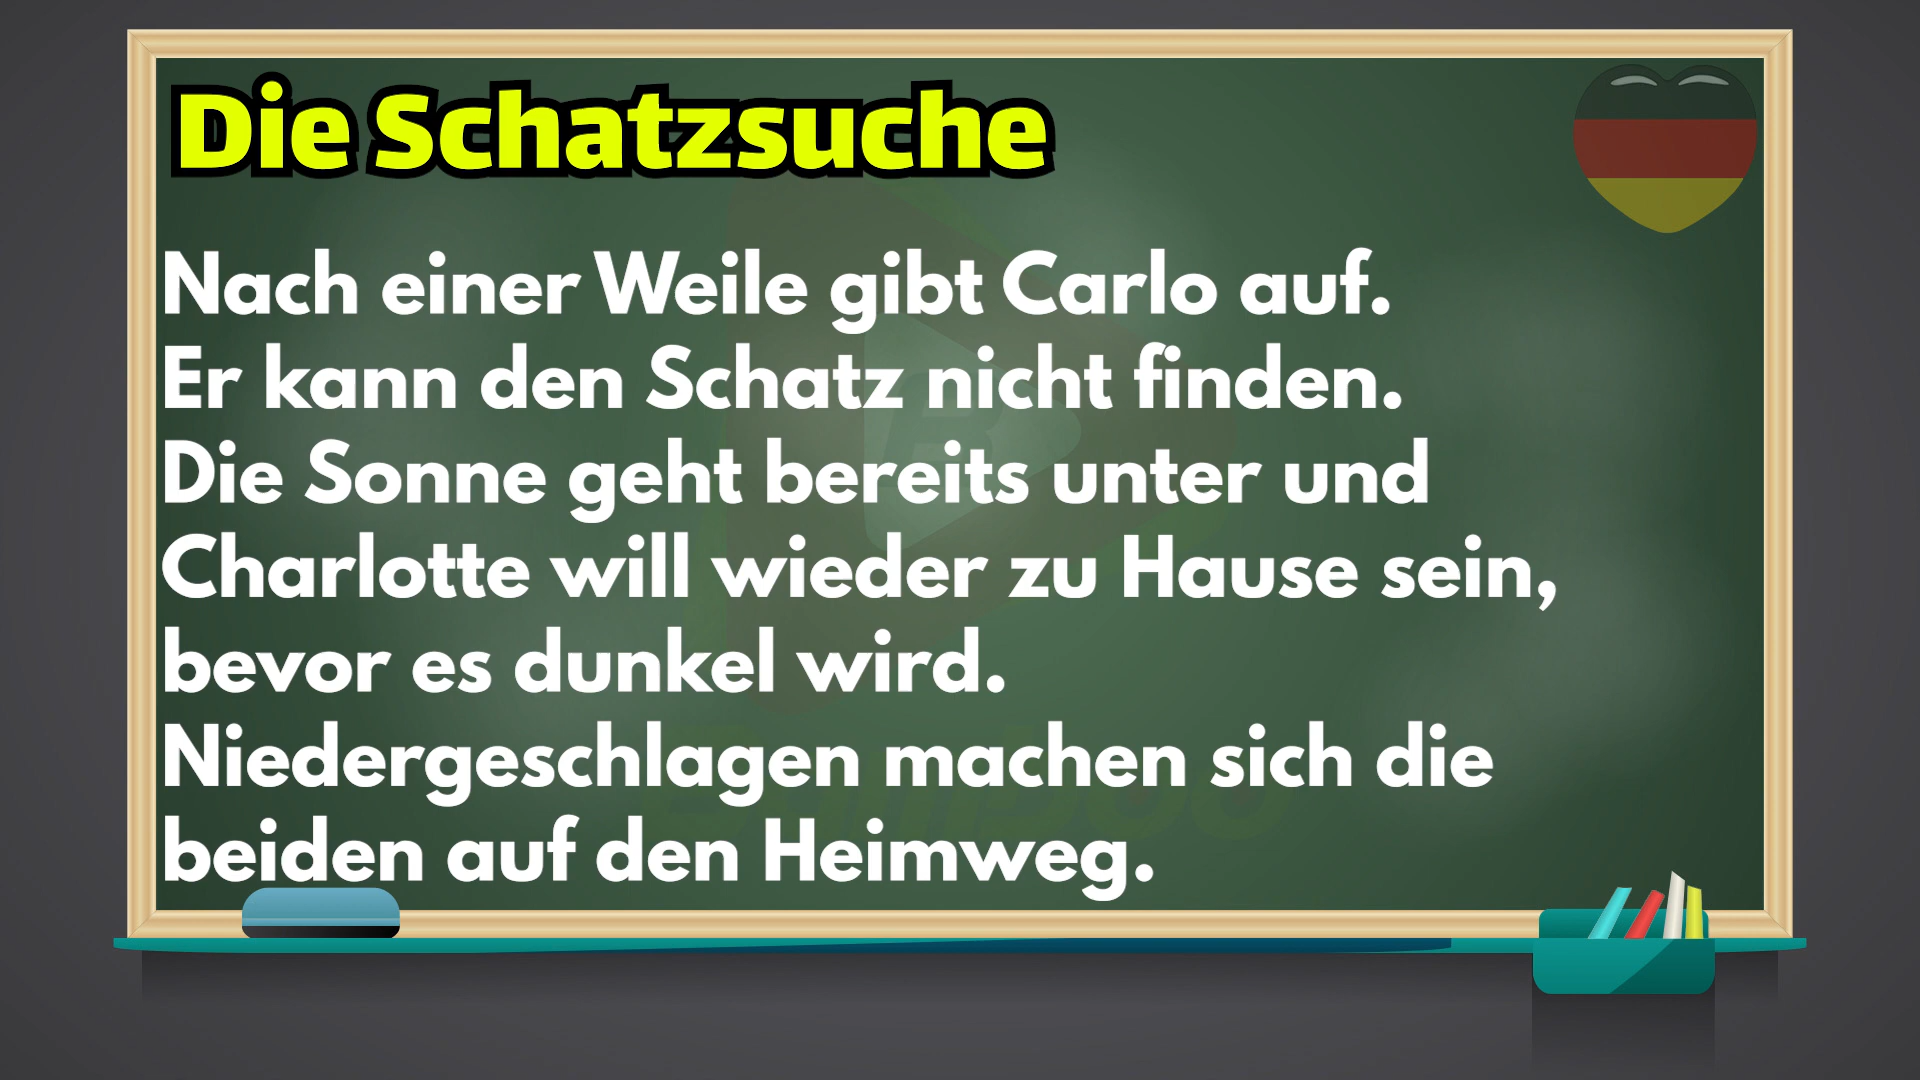 Die Schatzsuche
Nach einer Weile gibt Carlo auf.
Er kann den Schatz nicht finden.
Die Sonne geht bereits unter und
Charlotte will wieder zu Hause sein,
bevor es dunkel wird.
Niedergeschlagen machen sich die
beiden auf den Heimweg.